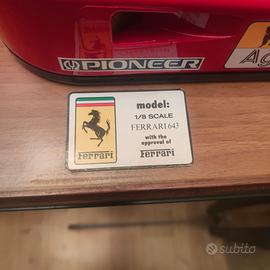 PIONEER
Ag
model:
1/8 SCALE
FERRARI 643
with the
approval of
Ferrari
Ferrari
subito